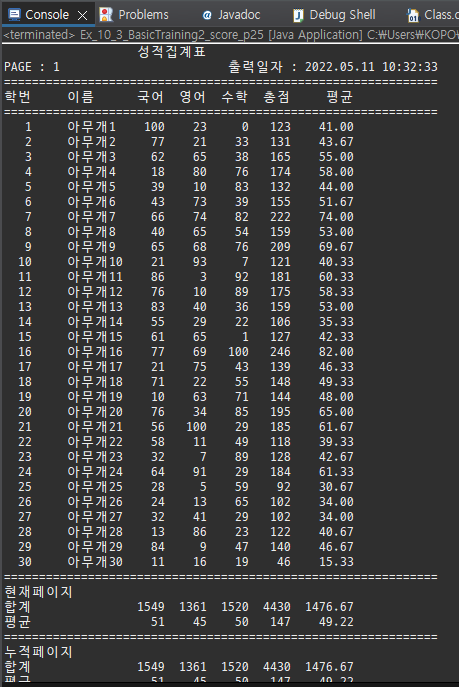 Console Problems @ Javadoc Debug Shell Class.c
<terminated> Ex_10_3_BasicTraining2_score_p25 [Java Application] C:₩Users₩KOPO₩
성적집계표
PAGE : 1 출력일자 : 2022.05.11 10:32:33
============================================================
학번 이름 국어 영어 수학 총점 평균
============================================================
1 아무개1 100 23 0 123 41.00
2 아무개2 77 21 33 131 43.67
3 아무개3 62 65 38 165 55.00
4 아무개4 18 80 76 174 58.00
5 아무개5 39 10 83 132 44.00
6 아무개6 43 73 39 155 51.67
7 아무개7 66 74 82 222 74.00
8 아무개8 40 65 54 159 53.00
9 아무개9 65 68 76 209 69.67
10 아무개10 21 93 7 121 40.33
11 아무개11 86 3 92 181 60.33
12 아무개12 76 10 89 175 58.33
13 아무개13 83 40 36 159 53.00
14 아무개14 55 29 22 106 35.33
15 아무개15 61 65 1 127 42.33
16 아무개16 77 69 100 246 82.00
17 아무개17 21 75 43 139 46.33
18 아무개18 71 22 55 148 49.33
19 아무개19 10 63 71 144 48.00
20 아무개20 76 34 85 195 65.00
21 아무개21 56 100 29 185 61.67
22 아무개22 58 11 49 118 39.33
23 아무개23 32 7 89 128 42.67
24 아무개24 64 91 29 184 61.33
25 아무개25 28 5 59 92 30.67
26 아무개26 24 13 65 102 34.00
27 아무개27 32 41 29 102 34.00
28 아무개28 13 86 23 122 40.67
29 아무개29 84 9 47 140 46.67
30 아무개30 11 16 19 46 15.33
============================================================
현재페이지
합계 1549 1361 1520 4430 1476.67
평균 51 45 50 147 49.22
============================================================
누적페이지
합계 1549 1361 1520 4430 1476.67
평균 51 45 50 147 49.22